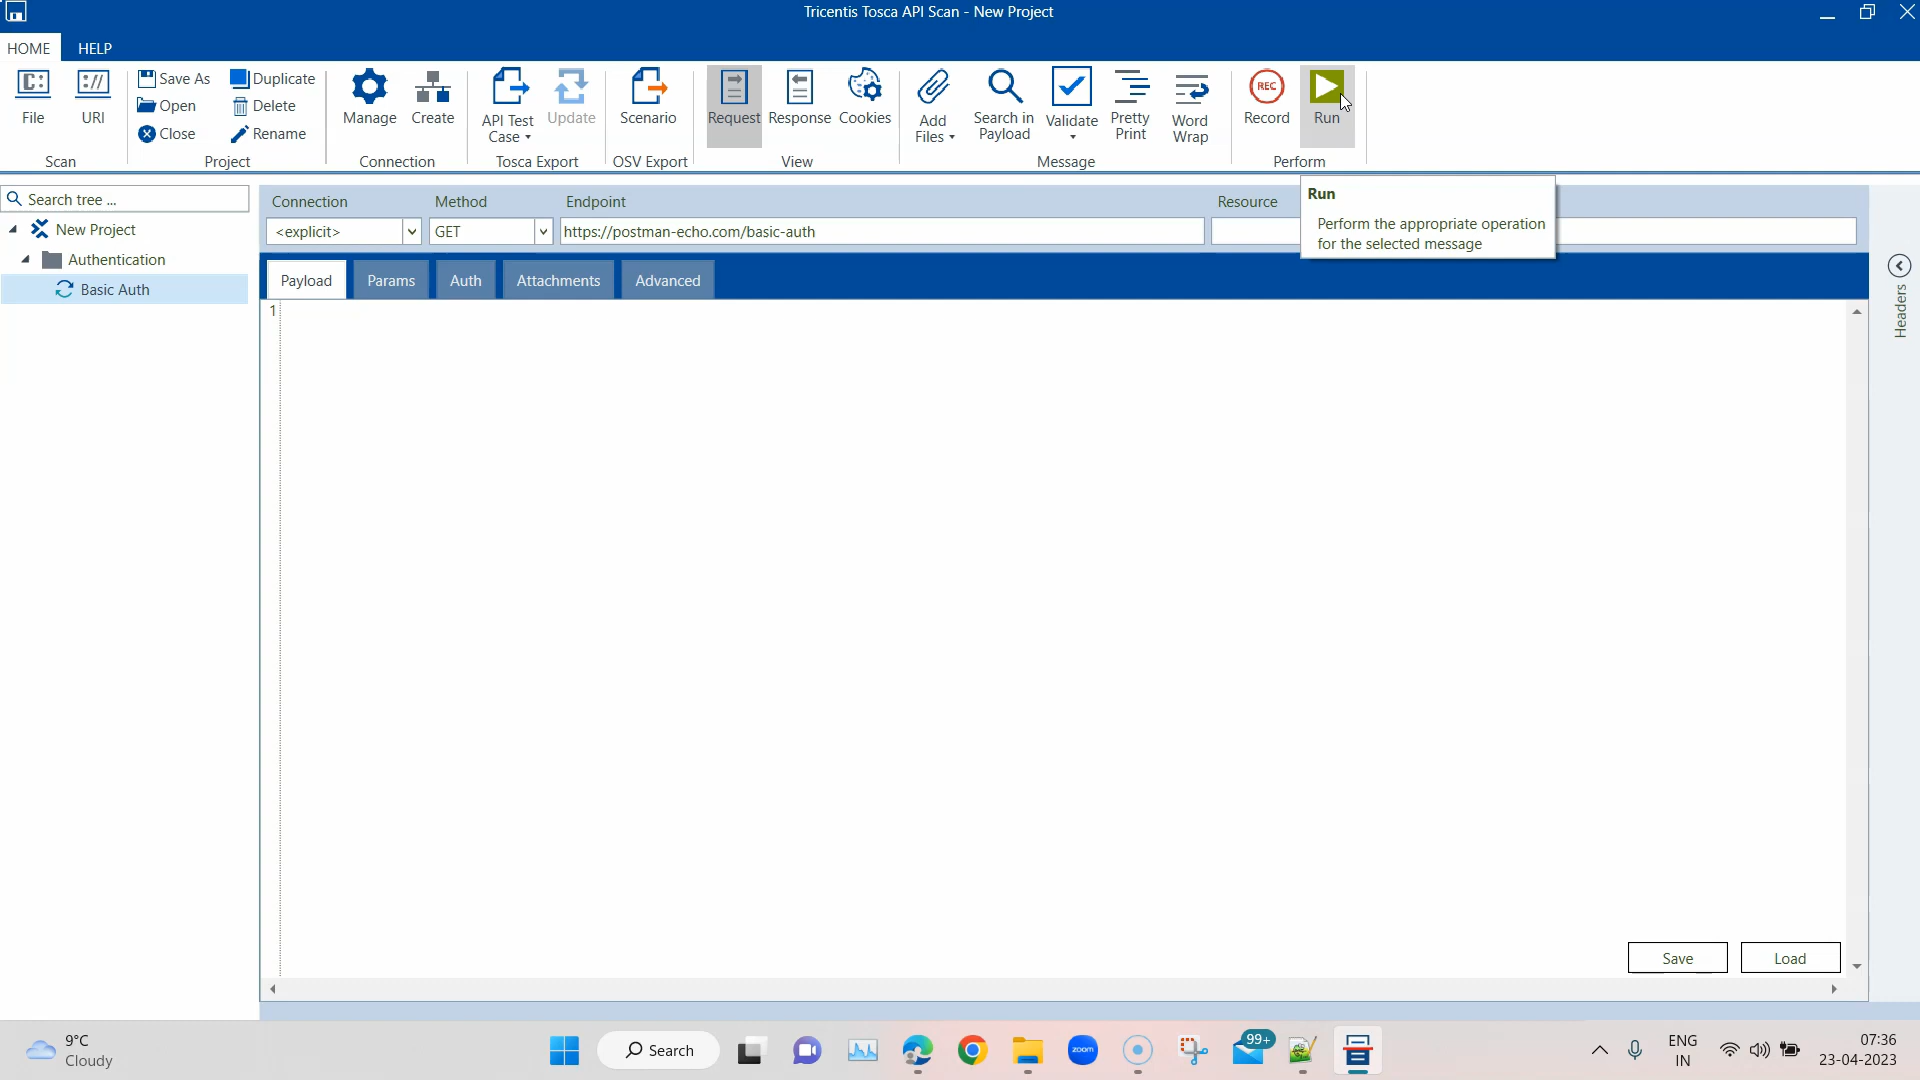 Tricentis Tosca API Scan - New Project
HOME HELP
File
URI
Scan
Save As
Open
Close
Duplicate
Delete
Rename
Project
Manage
Create
Connection
API Test
Case
Update
Tosca Export
Scenario
OSV Export
Request
Response
Cookies
View
Add
Files
Search in
Payload
Validate
Pretty
Print
Word
Wrap
Message
REC
Record
Run
Perform
Search tree ...
New Project
Authentication
Basic Auth
Connection
Method
Endpoint
Resource
<explicit>
GET
https://postman-echo.com/basic-auth
Run
Perform the appropriate operation
for the selected message
Payload
Params
Auth
Attachments
Advanced
Headers
1
Save
Load
9°C
Cloudy
Search
zoom
99+
ENG
IN
07:36
23-04-2023